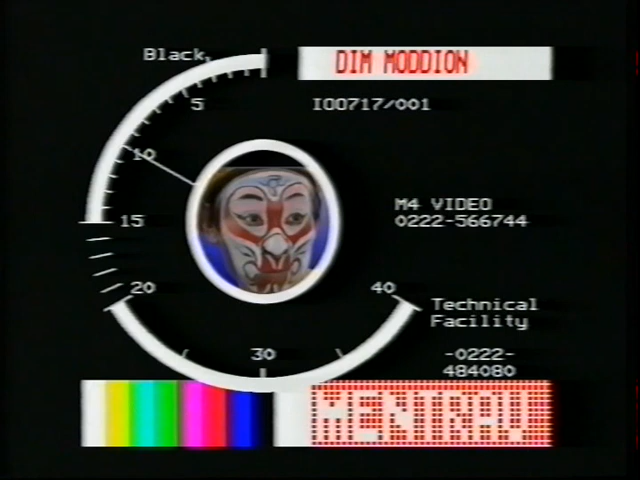 Black
DIM MODDION
5
IO0717/001
10
M4 VIDEO
15
0222-566744
20
40
Technical
Facility
30
-0222-
484080
MENTRAU